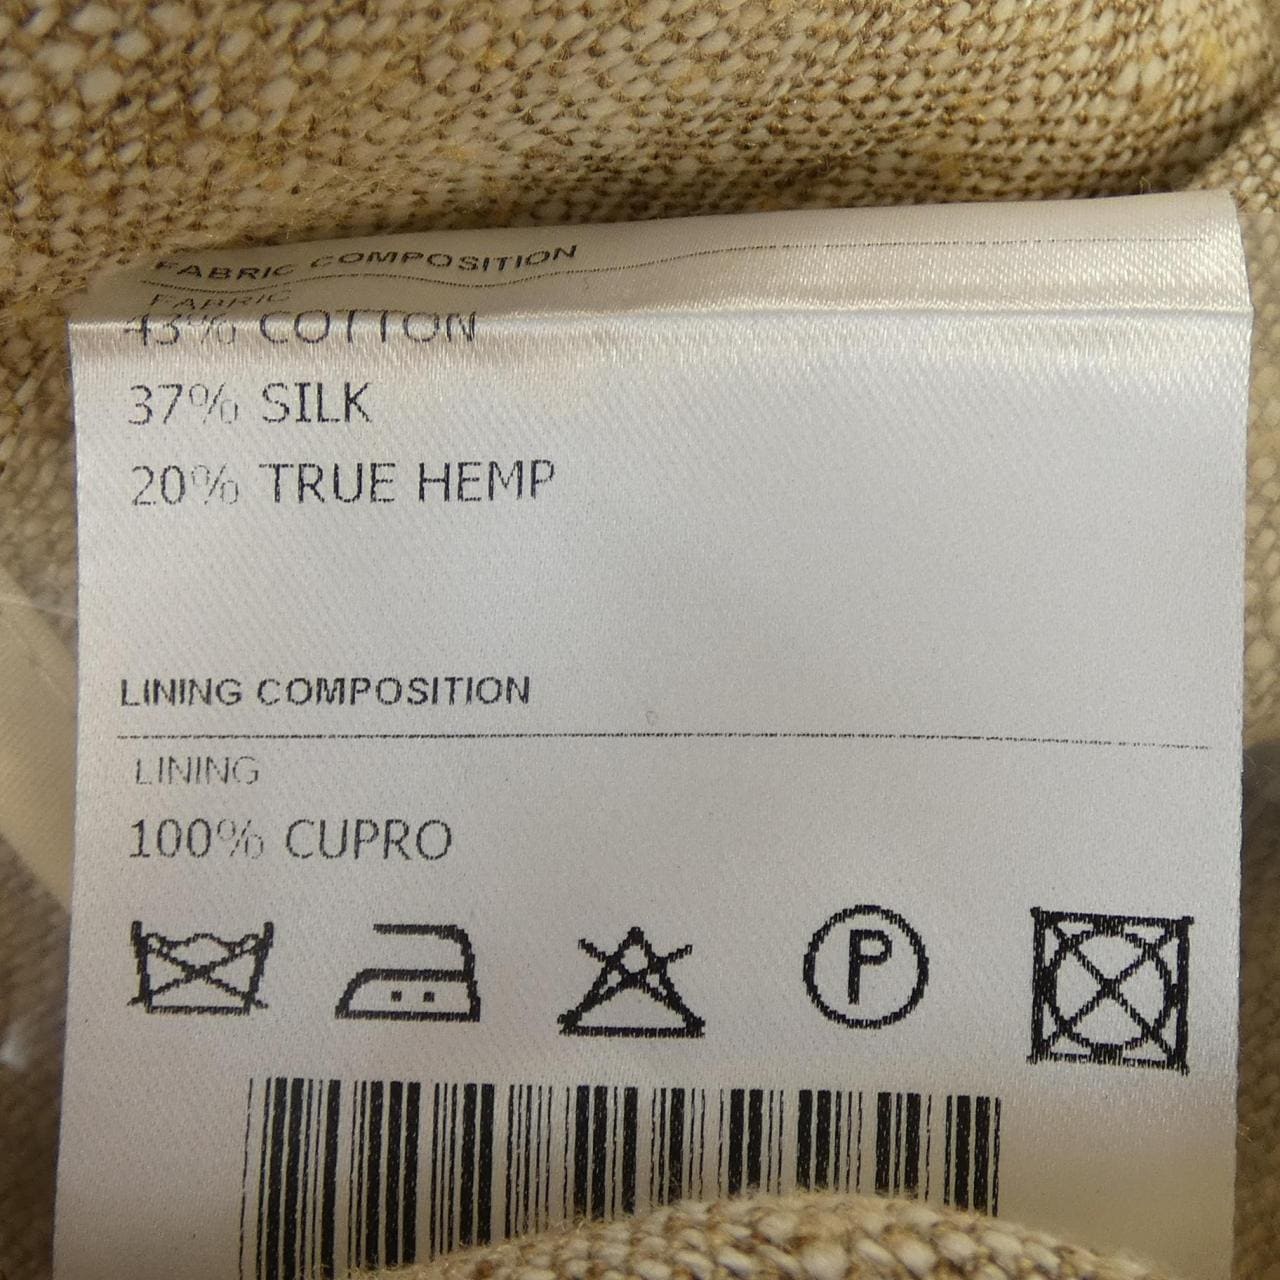 FABRIC COMPOSITION
FABRIC
43% COTTON
37% SILK
20% TRUE HEMP
LINING COMPOSITION
LINING
100% CUPRO
P